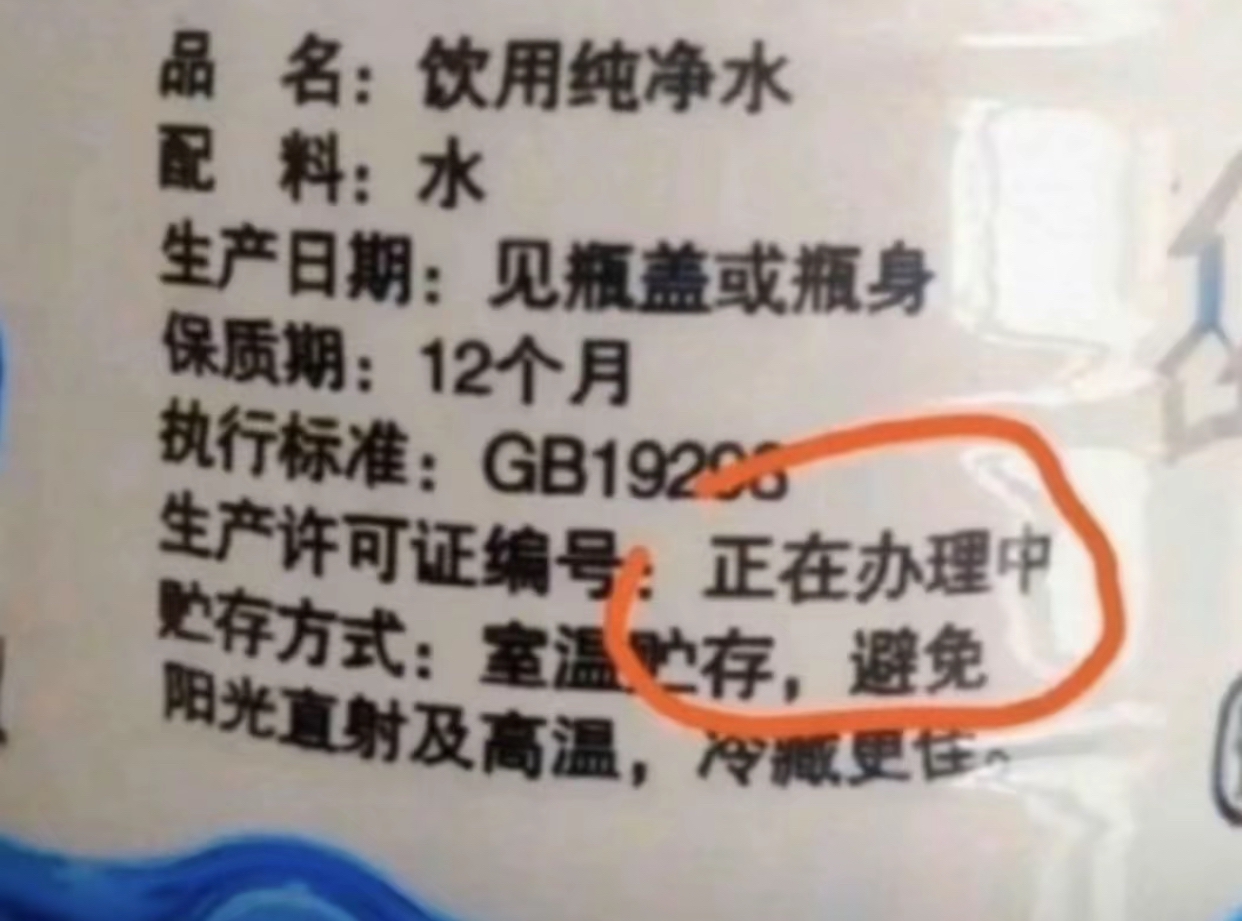 品 名：饮用纯净水
配 料：水
生产日期：见瓶盖或瓶身
保质期：12个月
执行标准：GB19298
生产许可证编号：正在办理中
贮存方式：室温贮存，避免
阳光直射及高温，冷藏更佳。